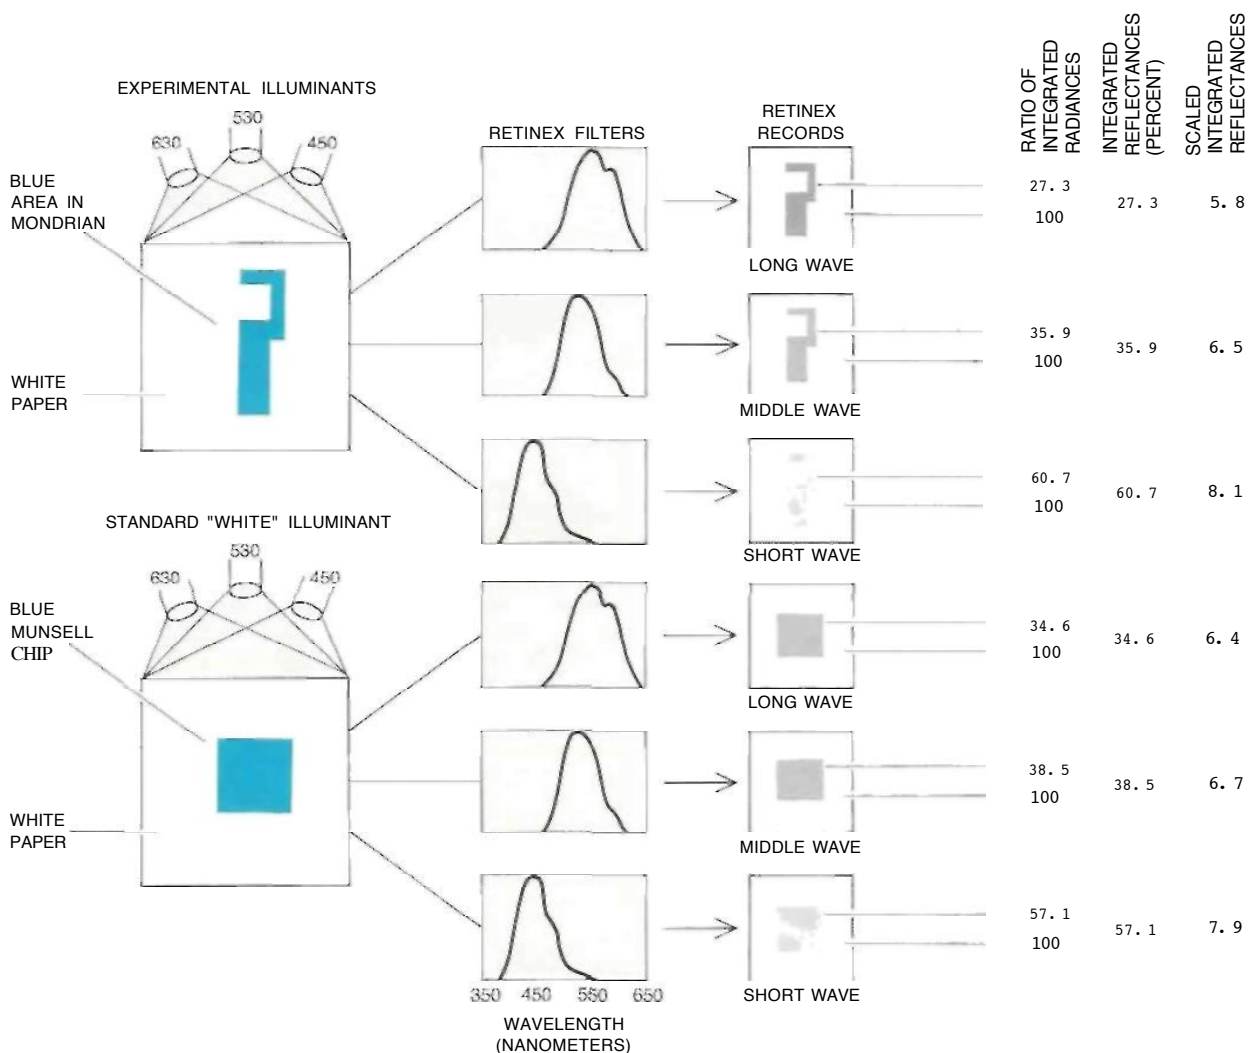 EXPERIMENTAL ILLUMINANTS
630
530
450
BLUE
AREA IN
MONDRIAN
WHITE
PAPER
RETINEX FILTERS
RETINEX
RECORDS
RATIO OF
INTEGRATED
RADIANCES
INTEGRATED
REFLECTANCES
(PERCENT)
SCALED
INTEGRATED
REFLECTANCES
27.3
100
27.3
5.8
LONG WAVE
35.9
100
35.9
6.5
MIDDLE WAVE
60.7
100
60.7
8.1
SHORT WAVE
STANDARD "WHITE" ILLUMINANT
630
530
450
BLUE
MUNSELL
CHIP
WHITE
PAPER
34.6
100
34.6
6.4
LONG WAVE
38.5
100
38.5
6.7
MIDDLE WAVE
57.1
100
57.1
7.9
SHORT WAVE
350 450 550 650
WAVELENGTH
(NANOMETERS)